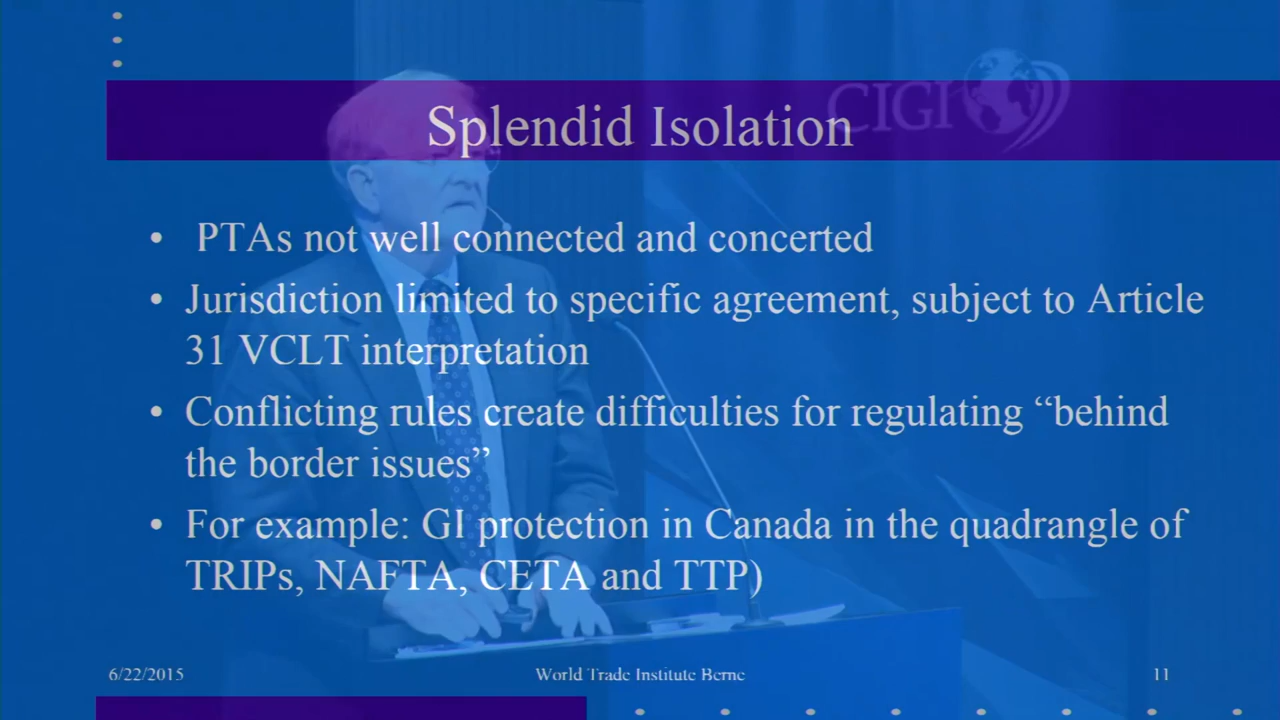 Splendid Isolation
CIGI
• PTAs not well connected and concerted
• Jurisdiction limited to specific agreement, subject to Article
31 VCLT interpretation
• Conflicting rules create difficulties for regulating “behind
the border issues”
• For example: GI protection in Canada in the quadrangle of
TRIPs, NAFTA, CETA and TTP)
6/22/2015
World Trade Institute Berne
11